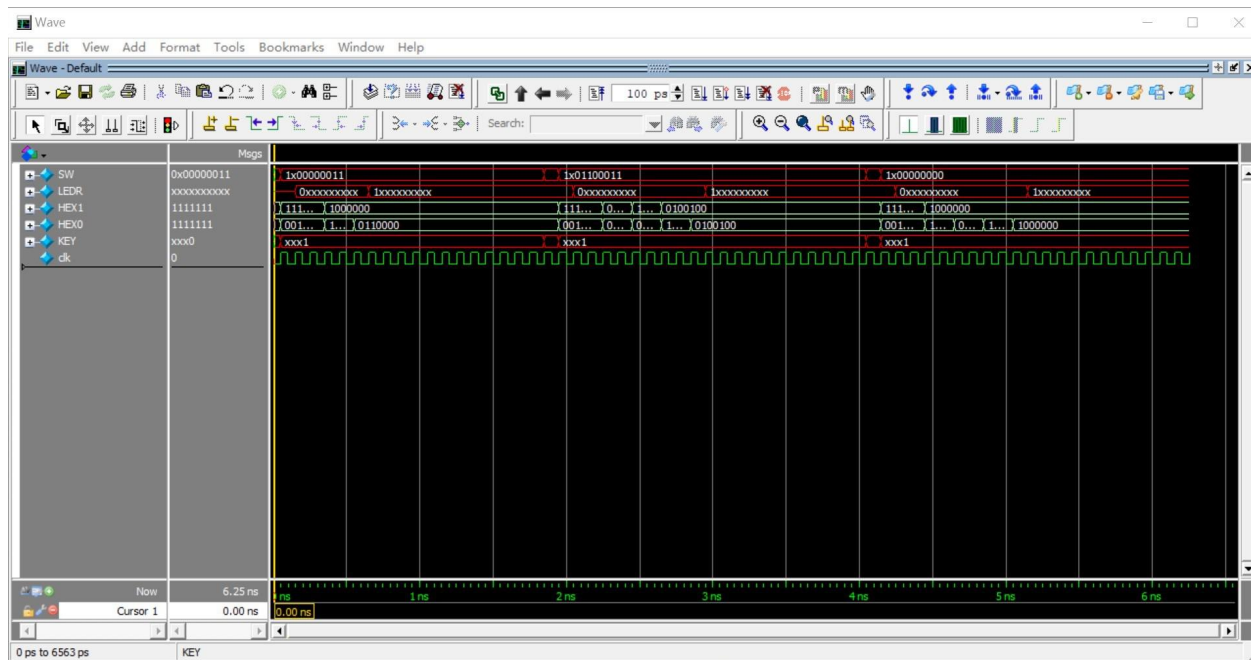 Wave
File Edit View Add Format Tools Bookmarks Window Help
Wave - Default
100 ps
Search:
Msgs
SW 0x00000011 1x00000011 1x01100011 1x00000000
LEDR xxxxxxxxxx 0xxxxxxxxx 1xxxxxxxxx 0xxxxxxxxx 1xxxxxxxxx 0xxxxxxxxx 1xxxxxxxxx
HEX1 1111111 111... 1000000 111... 0... 1... 0100100 111... 1000000
HEX0 1111111 001... 1... 0110000 001... 0... 0... 1... 0100100 001... 1... 0... 1... 1000000
KEY xxx0 xxx1 xxx1 xxx1
clk 0
Now 6.25 ns ns 1 ns 2 ns 3 ns 4 ns 5 ns 6 ns
Cursor 1 0.00 ns 0.00 ns
0 ps to 6563 ps KEY